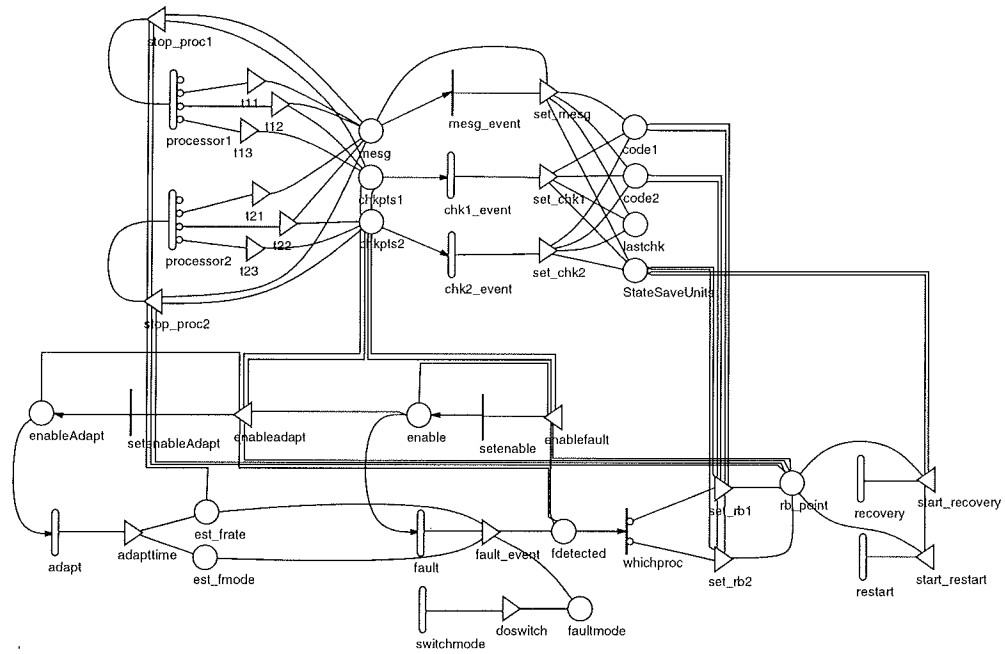 stop_proc1
t11
t12
processor1
t13
mesg
mesg_event
set_mesg
code1
chkpts1
chk1_event
set_chk1
code2
t21
t22
processor2
t23
chkpts2
chk2_event
set_chk2
lastchk
StateSaveUnits
stop_proc2
enableAdapt
setenableAdapt
enableadapt
enable
setenable
enablefault
adapt
adapttime
est_frate
est_fmode
fault
fault_event
fdetected
whichproc
set_rb1
set_rb2
rb_point
recovery
start_recovery
restart
start_restart
switchmode
doswitch
faultmode